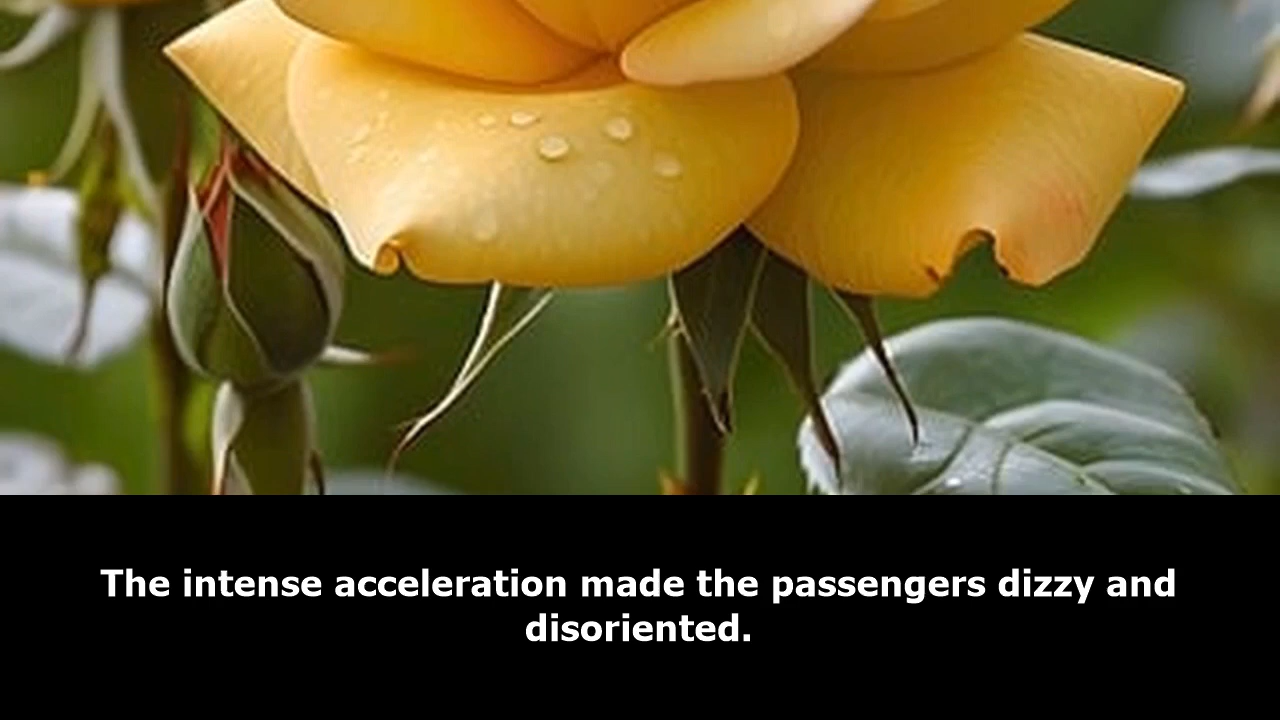 The intense acceleration made the passengers dizzy and
disoriented.